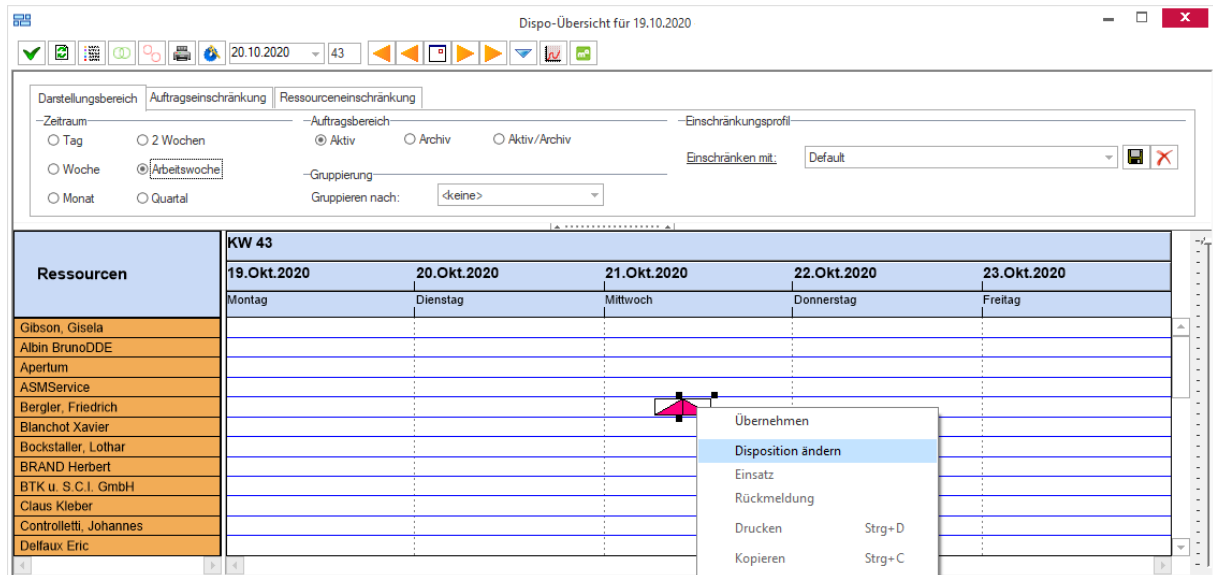 Dispo-Übersicht für 19.10.2020
20.10.2020 43
Darstellungsbereich Auftragseinschränkung Ressourceneinschränkung
Zeitraum Auftragsbereich Einschränkungsprofil
Tag 2 Wochen Aktiv Archiv Aktiv/Archiv
Einschränken mit: Default
Woche Arbeitswoche
Gruppierung
Monat Quartal Gruppieren nach: <keine>
KW 43
Ressourcen 19.Okt.2020 20.Okt.2020 21.Okt.2020 22.Okt.2020 23.Okt.2020
Montag Dienstag Mittwoch Donnerstag Freitag
Gibson, Gisela
Albin BrunoDDE
Apertum
ASMService
Bergler, Friedrich
Blanchot Xavier
Bockstaller, Lothar
BRAND Herbert
BTK u. S.C.I. GmbH
Claus Kleber
Controlletti, Johannes
Delfaux Eric
Übernehmen
Disposition ändern
Einsatz
Rückmeldung
Drucken Strg+D
Kopieren Strg+C